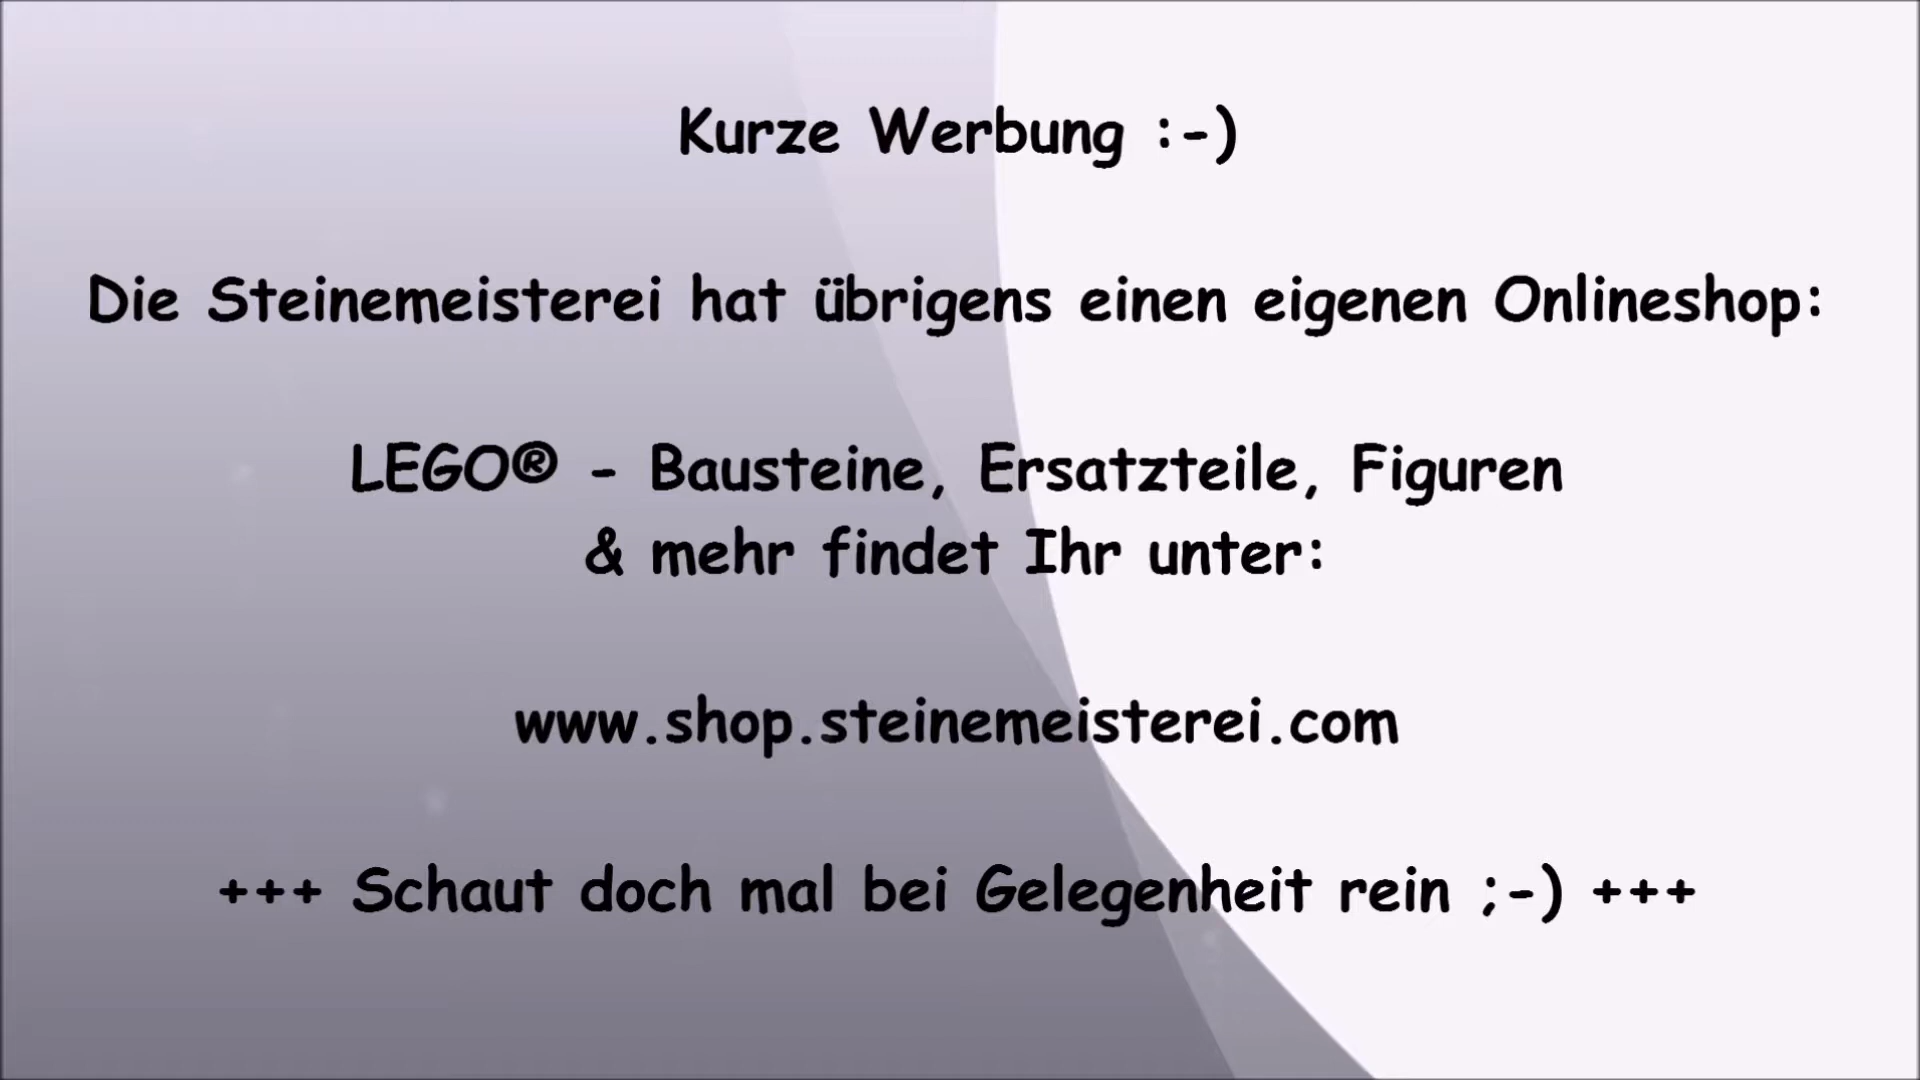 Kurze Werbung :-)
Die Steinemeisterei hat übrigens einen eigenen Onlineshop:
LEGO® - Bausteine, Ersatzteile, Figuren
& mehr findet Ihr unter:
www.shop.steinemeisterei.com
+++ Schaut doch mal bei Gelegenheit rein ;-) +++